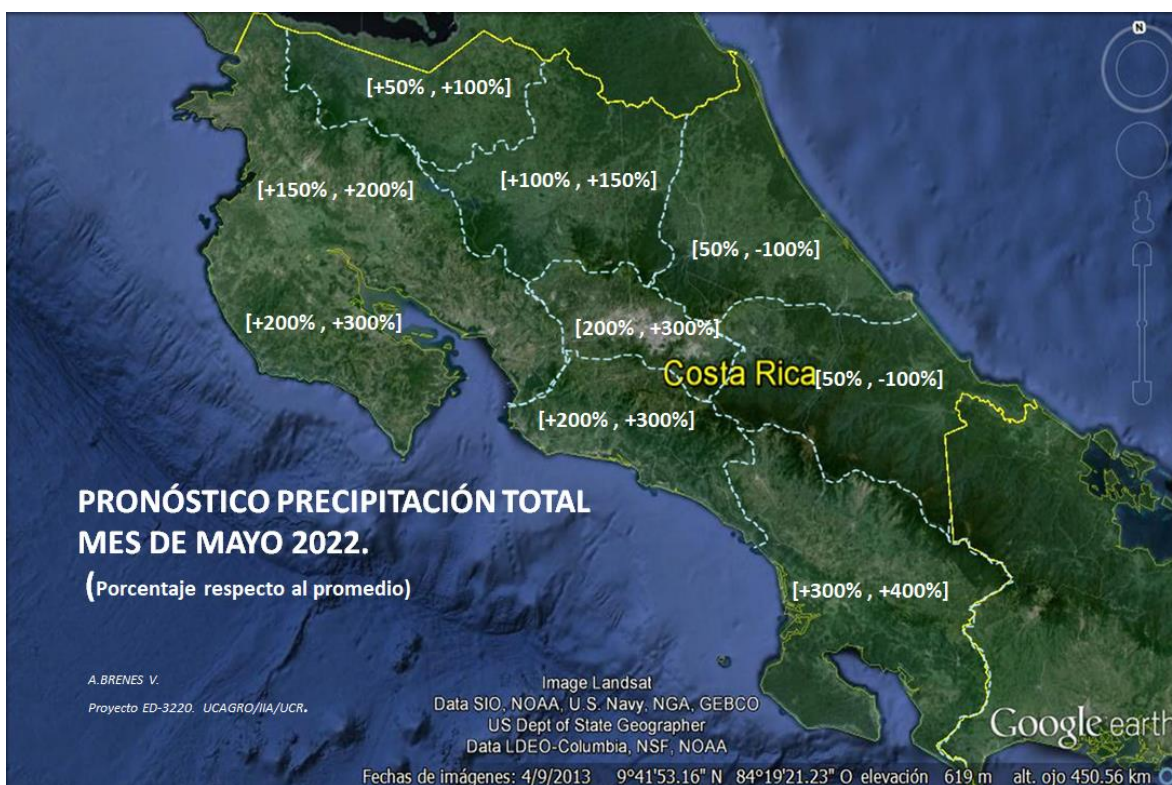 N
[+50% , +100%]
[+150% , +200%]
[+100% , +150%]
[50% , -100%]
[+200% , +300%]
[200% , +300%]
Costa Rica
[50% , -100%]
[+200% , +300%]
PRONÓSTICO PRECIPITACIÓN TOTAL
MES DE MAYO 2022.
(Porcentaje respecto al promedio)
[+300% , +400%]
A.BRENES V.
Proyecto ED-3220. UCAGRO/IIA/UCR.
Image Landsat
Data SIO, NOAA, U.S. Navy, NGA, GEBCO
US Dept of State Geographer
Data LDEO-Columbia, NSF, NOAA
Google earth
Fechas de imágenes: 4/9/2013 9°41'53.16" N 84°19'21.23" O elevación 619 m alt. ojo 450.56 km